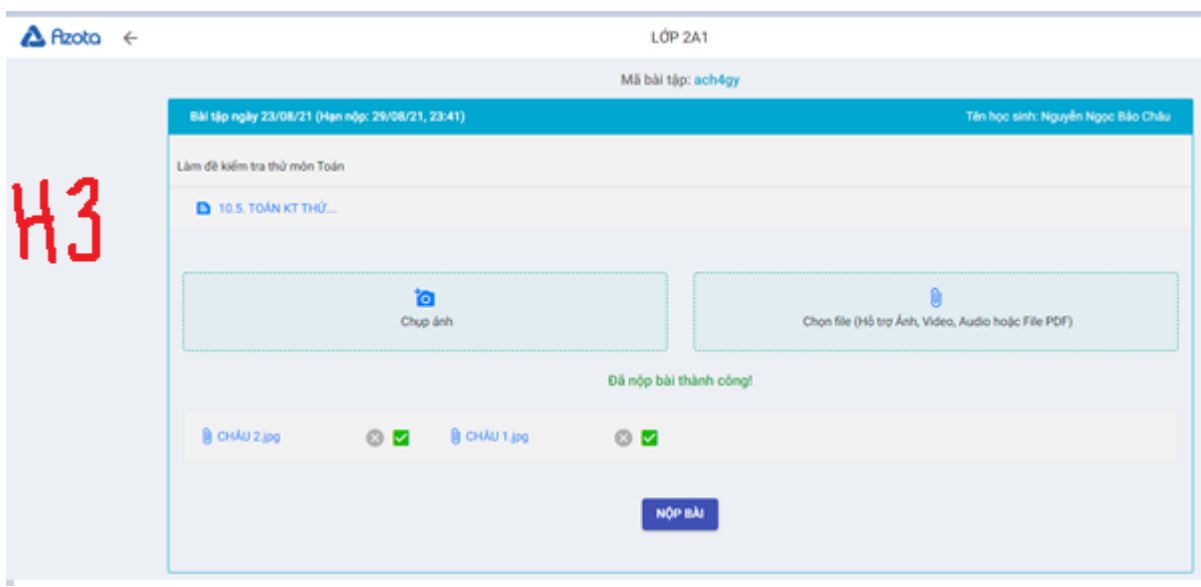 Azota ← LỚP 2A1
Mã bài tập: ach4gy
Bài tập ngày 23/08/21 (Hạn nộp: 29/08/21, 23:41) Tên học sinh: Nguyễn Ngọc Bảo Châu
Làm đề kiểm tra thử môn Toán
H3
10.5. TOÁN KT THỬ....
Chụp ảnh
Chọn file (Hỗ trợ Ảnh, Video, Audio hoặc File PDF)
Đã nộp bài thành công!
CHÂU 2.jpg CHÂU 1.jpg
NỘP BÀI